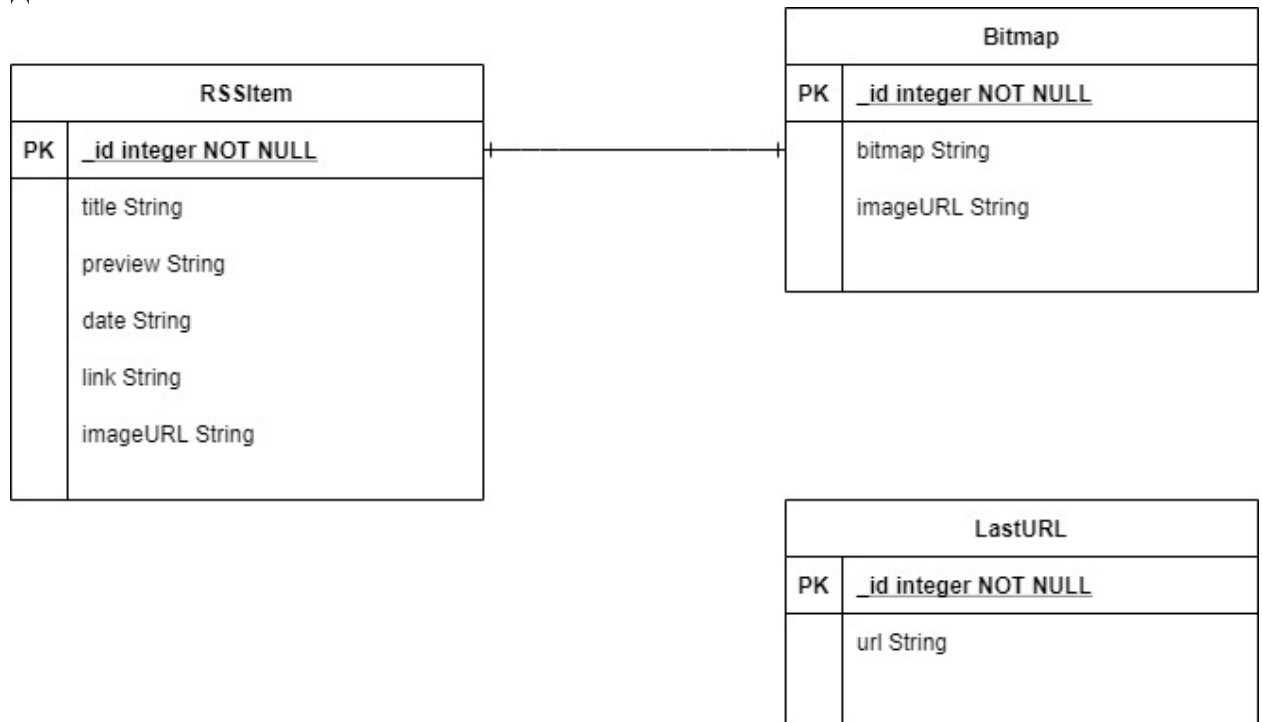 RSSItem
PK _id integer NOT NULL
title String
preview String
date String
link String
imageURL String
Bitmap
PK _id integer NOT NULL
bitmap String
imageURL String
LastURL
PK _id integer NOT NULL
url String